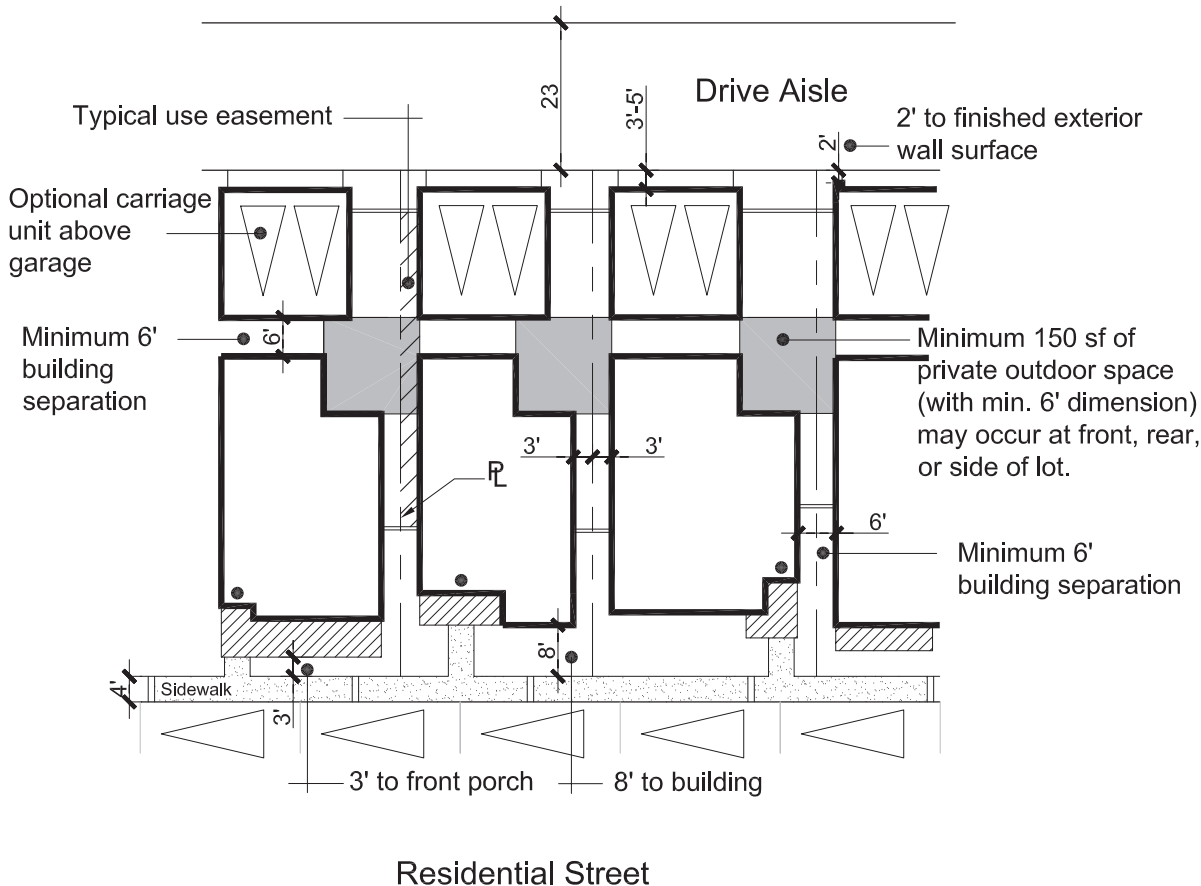 23
Drive Aisle
3'-5'
Typical use easement
2' to finished exterior
wall surface
2'
Optional carriage
unit above
garage
Minimum 6'
building
separation
6'
Minimum 150 sf of
private outdoor space
(with min. 6' dimension)
may occur at front, rear,
or side of lot.
3'
3'
PL
6'
Minimum 6'
building separation
8'
4'
Sidewalk
3'
3' to front porch
8' to building
Residential Street